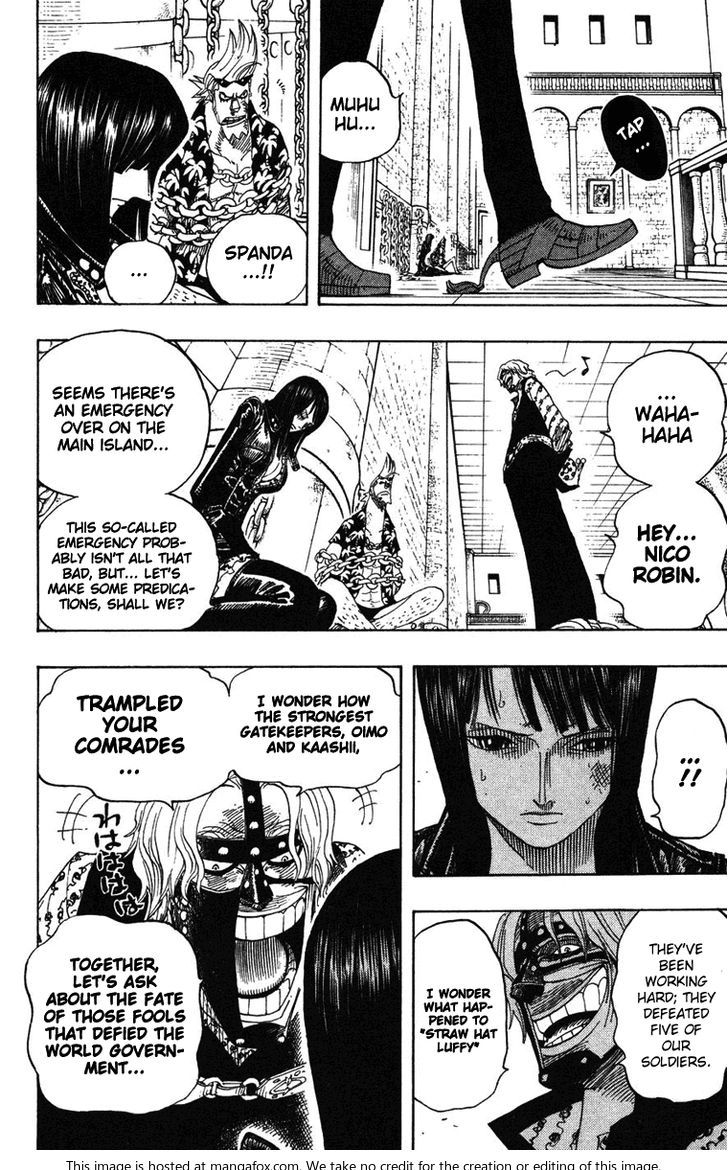 MUHU
HU...
TAP
...
SPANDA
...!!
...
...
WAHA-
HAHA
HEY...
NICO
ROBIN.
SEEMS THERE'S
AN EMERGENCY
OVER ON THE
MAIN ISLAND...
THIS SO-CALLED
EMERGENCY PROB-
ABLY ISN'T ALL THAT
BAD, BUT... LET'S
MAKE SOME PREDICA-
TIONS, SHALL WE?
...
!!
I WONDER HOW
THE STRONGEST
GATEKEEPERS, OIMO
AND KAASHII,
TRAMPLED
YOUR
COMRADES
...
わはははは
THEY'VE
BEEN
WORKING
HARD; THEY
DEFEATED
FIVE OF
OUR
SOLDIERS.
I WONDER
WHAT HAP-
PENED TO
"STRAW HAT
LUFFY"
TOGETHER,
LET'S ASK
ABOUT THE FATE
OF THOSE FOOLS
THAT DEFIED THE
WORLD GOVERN-
MENT...
This image is hosted at mangafox.com. We take no credit for the creation or editing of this image.